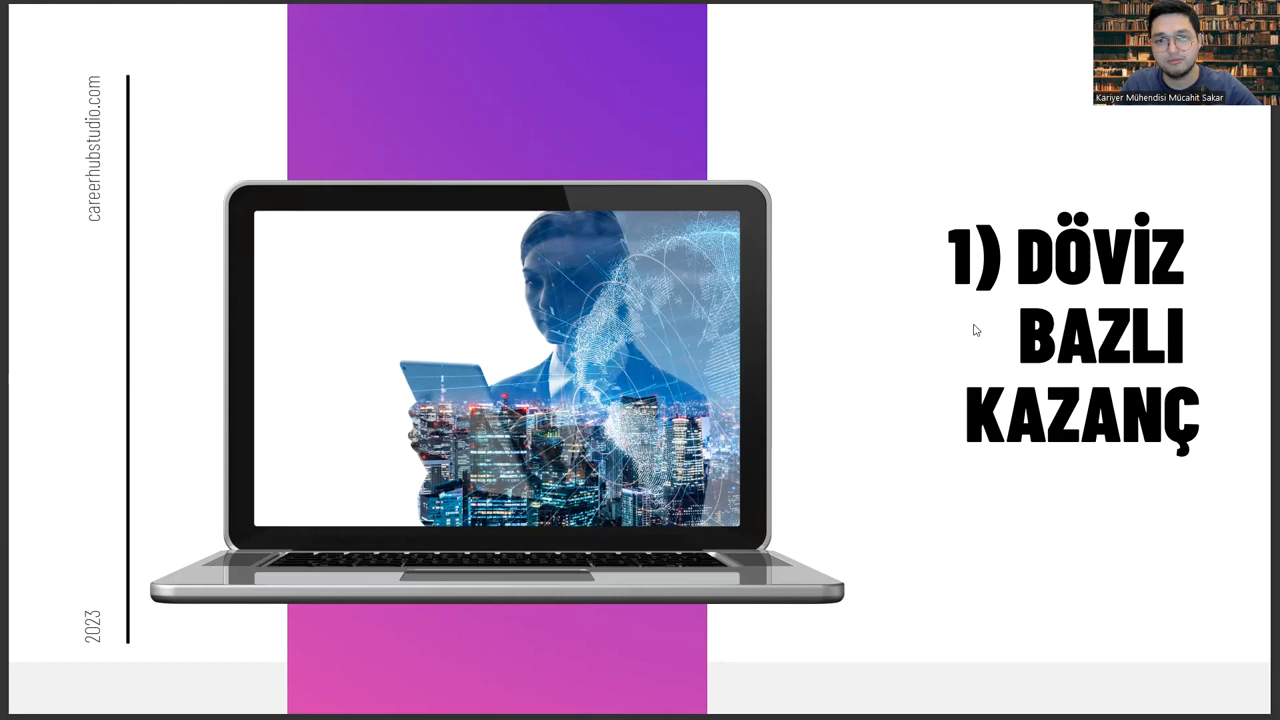 careerhubstudio.com
2023
1) DÖVİZ
BAZLI
KAZANÇ
Kariyer Mühendisi Mücahit Sakar